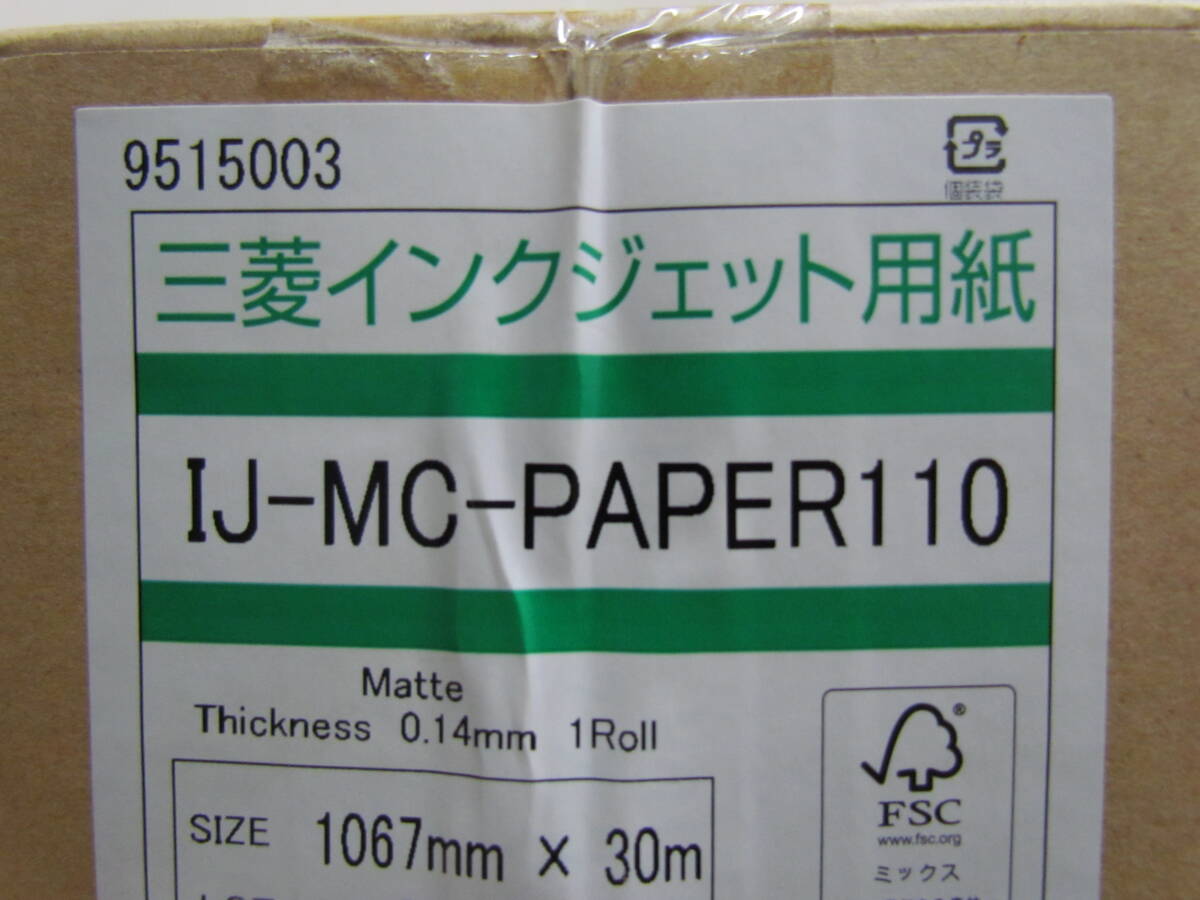 9515003
プラ
個装袋
三菱インクジェット用紙
IJ-MC-PAPER110
Matte
Thickness 0.14mm 1Roll
SIZE 1067mm × 30m
®
FSC
www.fsc.org
ミックス